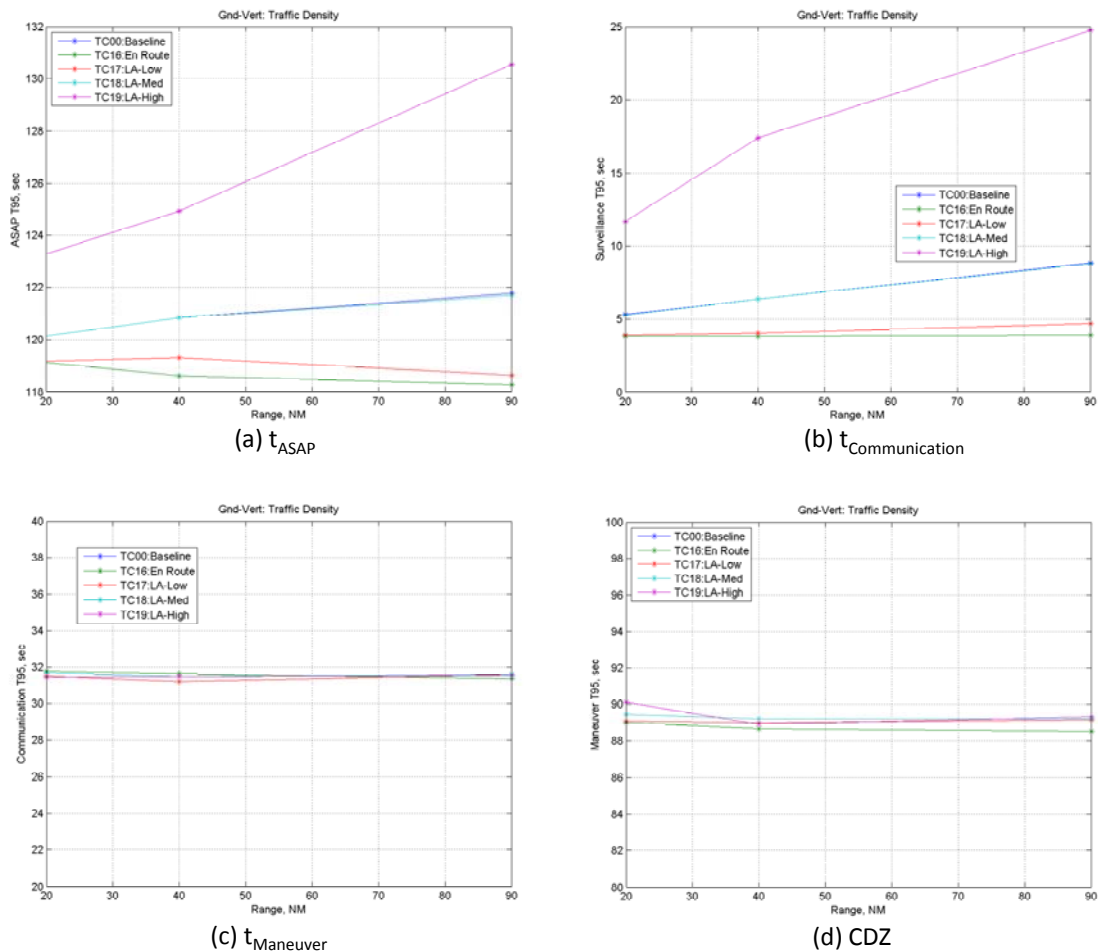 Gnd-Vert: Traffic Density
132
130
128
126
124
122
120
118
ASAP T95, sec
TC00:Baseline
TC16:En Route
TC17:LA-Low
TC18:LA-Med
TC19:LA-High
20 30 40 50 60 70 80 90
Range, NM
(a) tASAP
Gnd-Vert: Traffic Density
25
20
15
10
5
0
Surveillance T95, sec
TC00:Baseline
TC16:En Route
TC17:LA-Low
TC18:LA-Med
TC19:LA-High
20 30 40 50 60 70 80 90
Range, NM
(b) tCommunication
Gnd-Vert: Traffic Density
40
38
36
34
32
30
28
26
24
22
20
Communication T95, sec
TC00:Baseline
TC16:En Route
TC17:LA-Low
TC18:LA-Med
TC19:LA-High
20 30 40 50 60 70 80 90
Range, NM
(c) tManeuver
Gnd-Vert: Traffic Density
100
98
96
94
92
90
88
86
84
82
80
Maneuver T95, sec
TC00:Baseline
TC16:En Route
TC17:LA-Low
TC18:LA-Med
TC19:LA-High
20 30 40 50 60 70 80 90
Range, NM
(d) CDZ